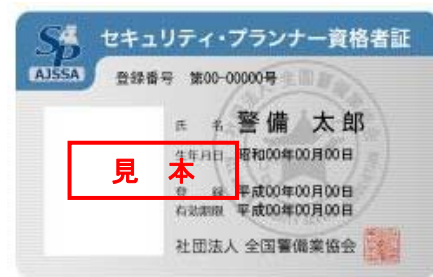 Sp
AJSSA
セキュリティ・プランナー資格者証
登録番号 第00-00000号
氏 名 警備 太郎
生年月日 昭和00年00月00日
見本
登 録 平成00年00月00日
有効期限 平成00年00月00日
社団法人 全国警備業協会